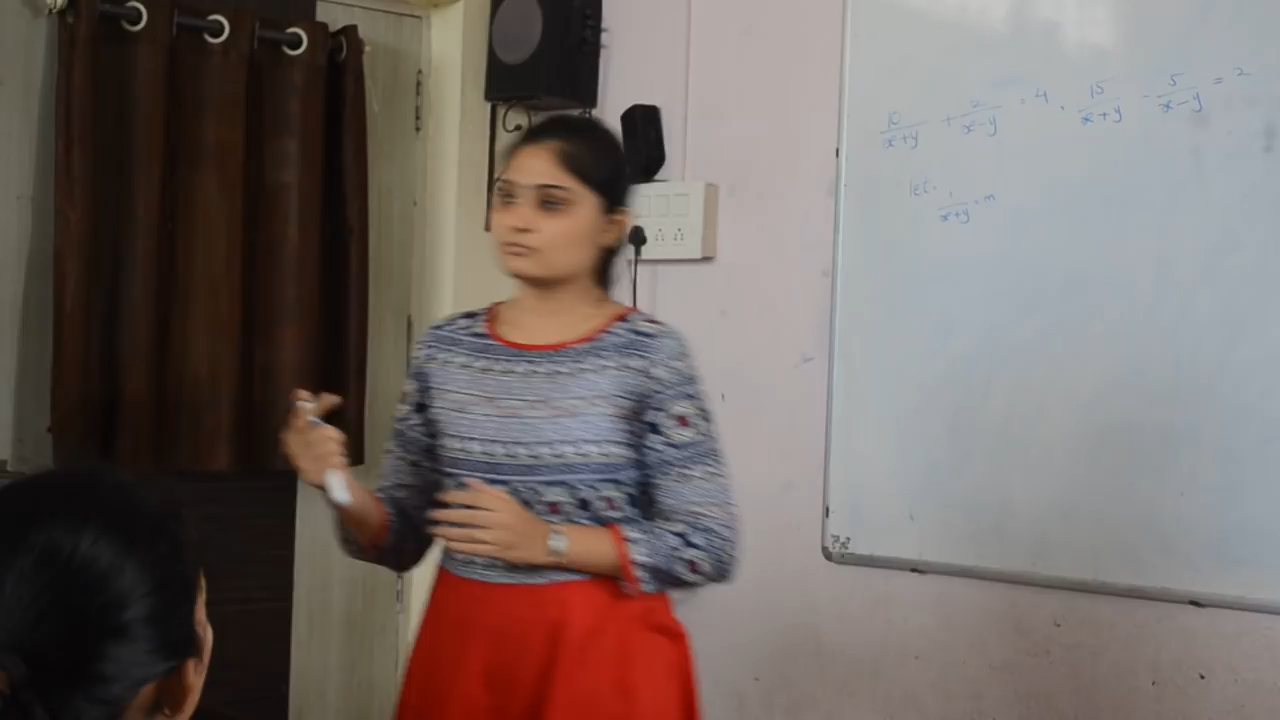 10/(x+y) + 2/(x-y) = 4 , 15/(x+y) - 5/(x-y) = 2
let.
1/(x+y) = m